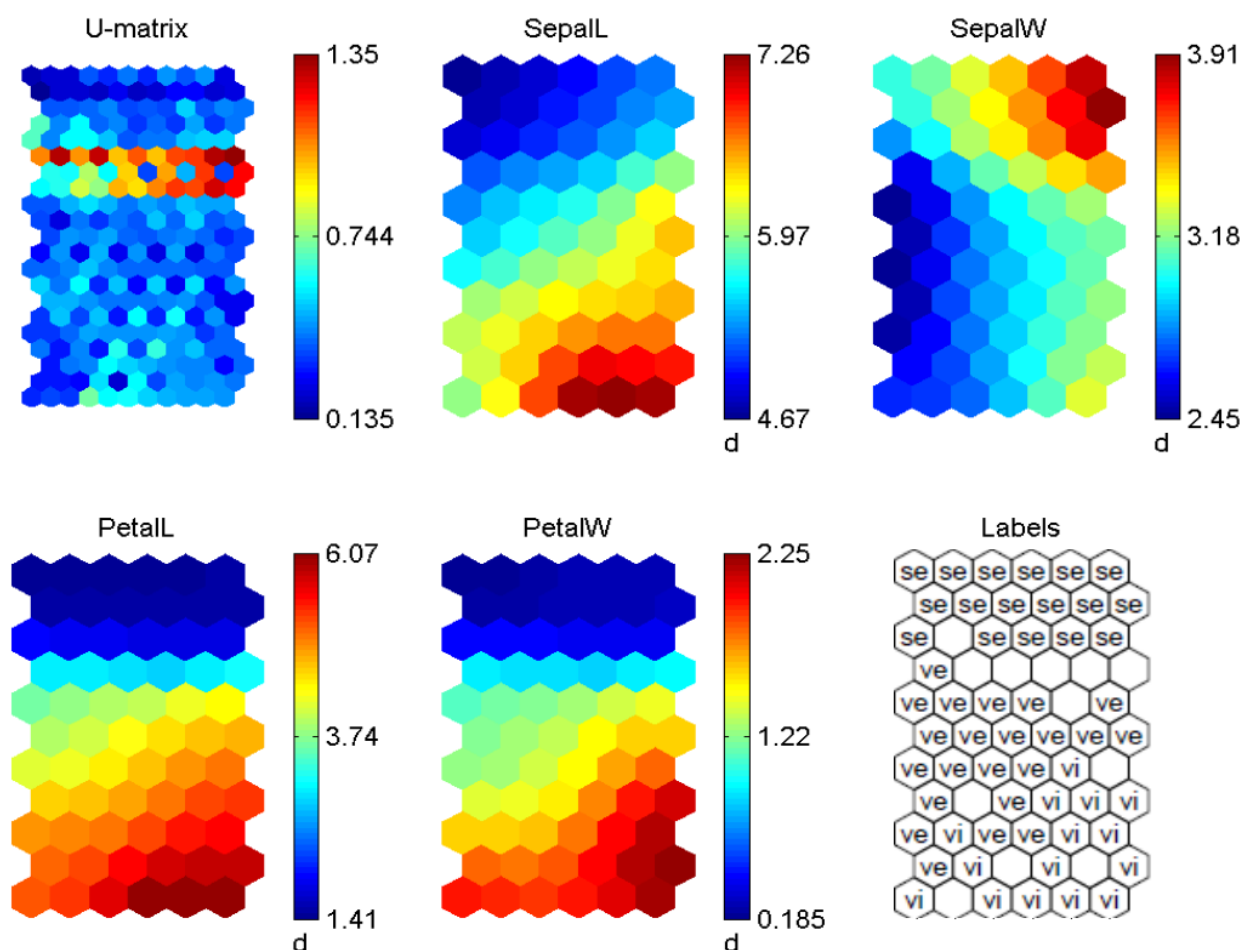 U-matrix
1.35
0.744
0.135
SepalL
7.26
5.97
4.67
d
SepalW
3.91
3.18
2.45
d
PetalL
6.07
3.74
1.41
d
PetalW
2.25
1.22
0.185
d
Labels
se se se se se se
se se se se se se
se se se se se
ve
ve ve ve ve ve
ve ve ve ve ve ve
ve ve ve ve vi
ve ve vi vi vi
ve vi ve ve vi vi
ve vi vi vi
vi vi vi vi vi